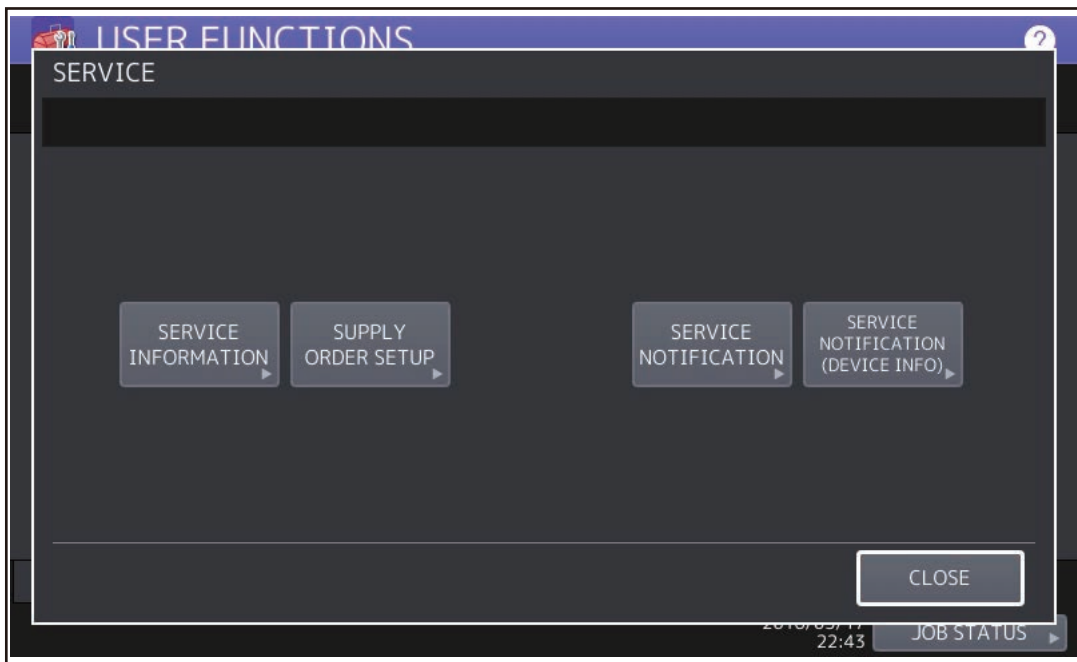 USER FUNCTIONS
?
SERVICE
SERVICE
INFORMATION
SUPPLY
ORDER SETUP
SERVICE
NOTIFICATION
SERVICE
NOTIFICATION
(DEVICE INFO)
CLOSE
22:43
JOB STATUS